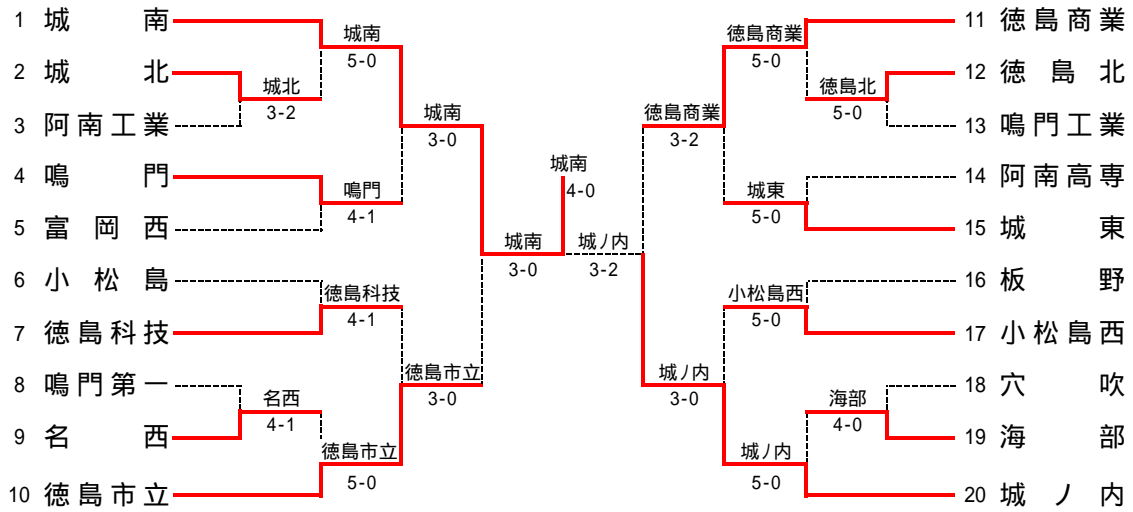 1 城南
2 城北
3 阿南工業
4 鳴門
5 富岡西
6 小松島
7 徳島科技
8 鳴門第一
9 名西
10 徳島市立
城北
3-2
名西
4-1
城南
5-0
鳴門
4-1
徳島科技
4-1
徳島市立
5-0
城南
3-0
徳島市立
3-0
城南
3-0
城南
4-0
城ノ内
3-2
徳島商業
3-2
城ノ内
3-0
徳島商業
5-0
城東
5-0
小松島西
5-0
城ノ内
5-0
徳島北
5-0
海部
4-0
11 徳島商業
12 徳島北
13 鳴門工業
14 阿南高専
15 城東
16 板野
17 小松島西
18 穴吹
19 海部
20 城ノ内